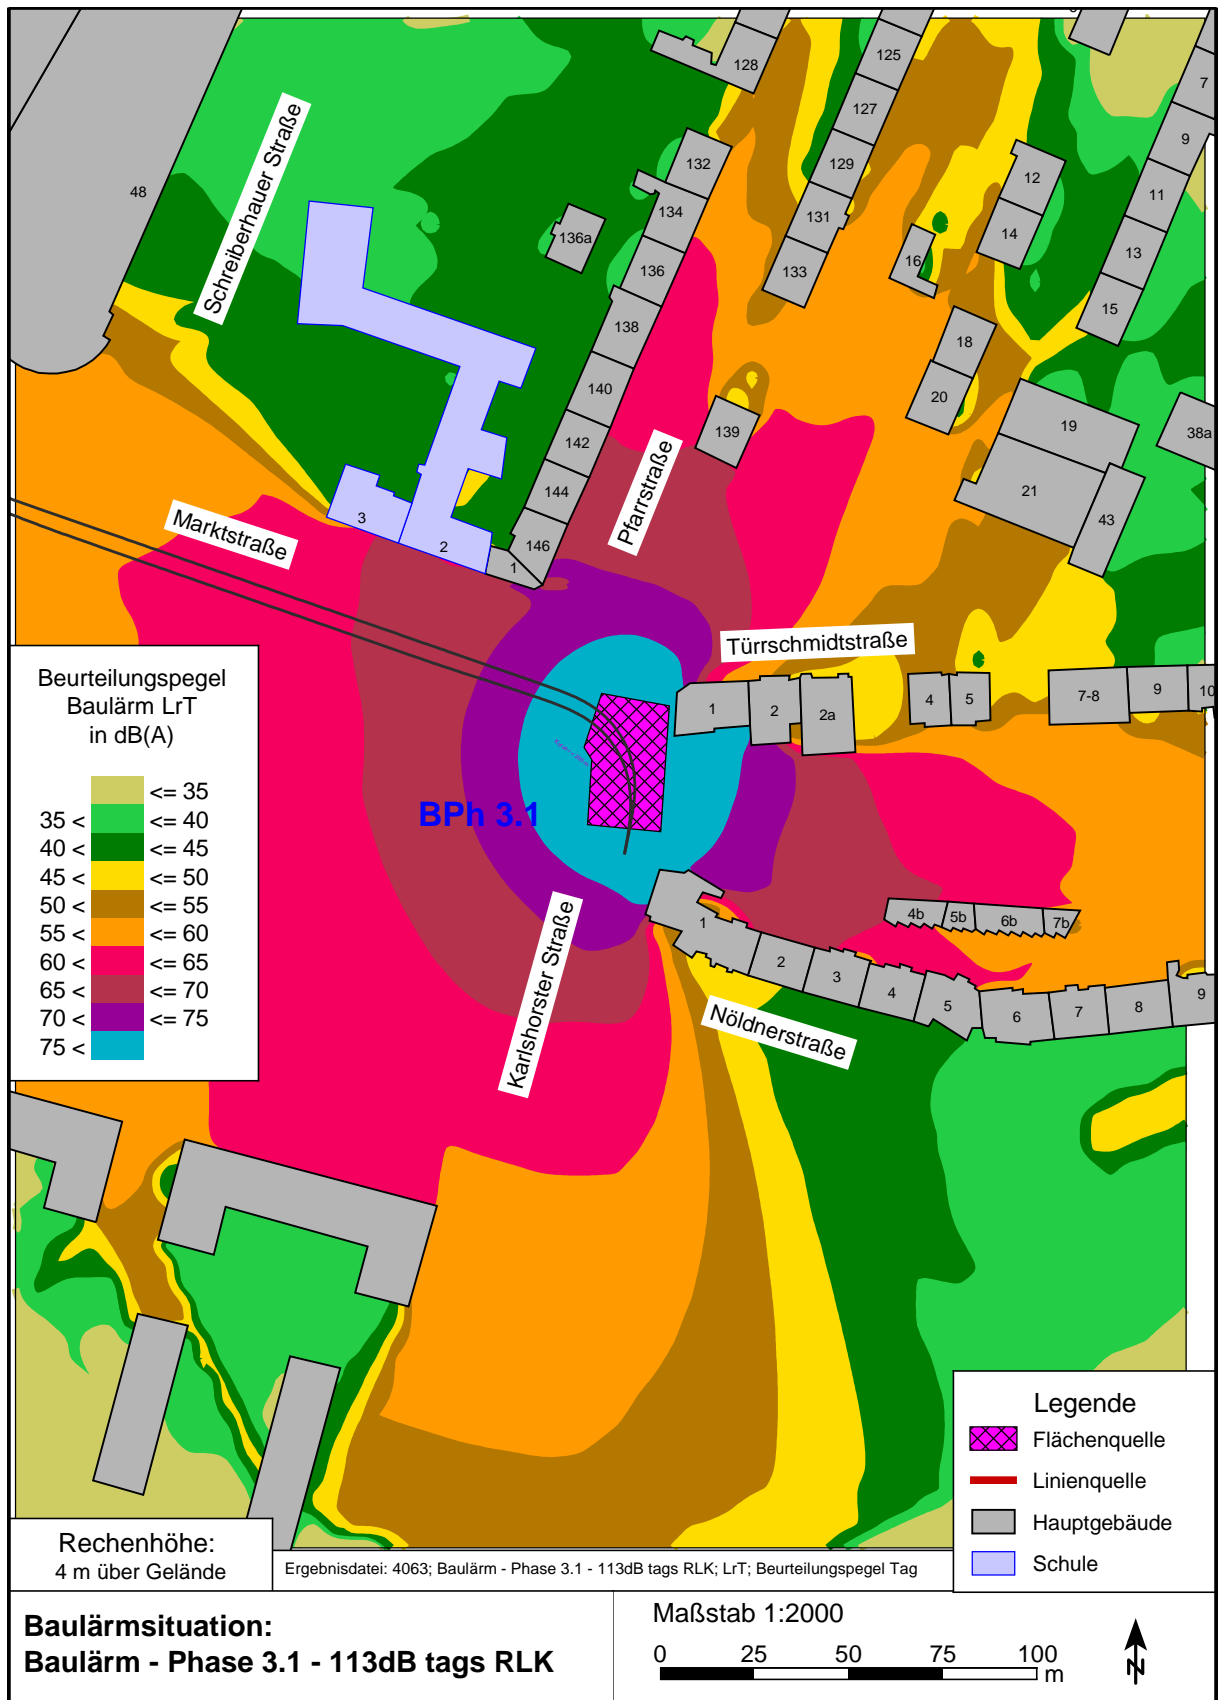 128
125
7
127
9
132
129
12
11
48
Schreiberhauer Straße
134
131
14
136a
13
136
133
16
15
138
18
140
20
139
19
38a
142
Pfarrstraße
144
21
43
3
Marktstraße
2
146
1
Türrschmidtstraße
Beurteilungspegel
Baulärm LrT
in dB(A)
<= 35
35 < <= 40
40 < <= 45
45 < <= 50
50 < <= 55
55 < <= 60
60 < <= 65
65 < <= 70
70 < <= 75
75 <
1
2
2a
4
5
7-8
9
10
BPh 3.1
Karlshorster Straße
1
2
3
4
5
6
7
8
9
4b
5b
6b
7b
Nöldnerstraße
Legende
Flächenquelle
Linienquelle
Hauptgebäude
Schule
Rechenhöhe:
4 m über Gelände
Ergebnisdatei: 4063; Baulärm - Phase 3.1 - 113dB tags RLK; LrT; Beurteilungspegel Tag
Baulärmsituation:
Baulärm - Phase 3.1 - 113dB tags RLK
Maßstab 1:2000
0 25 50 75 100
m
N